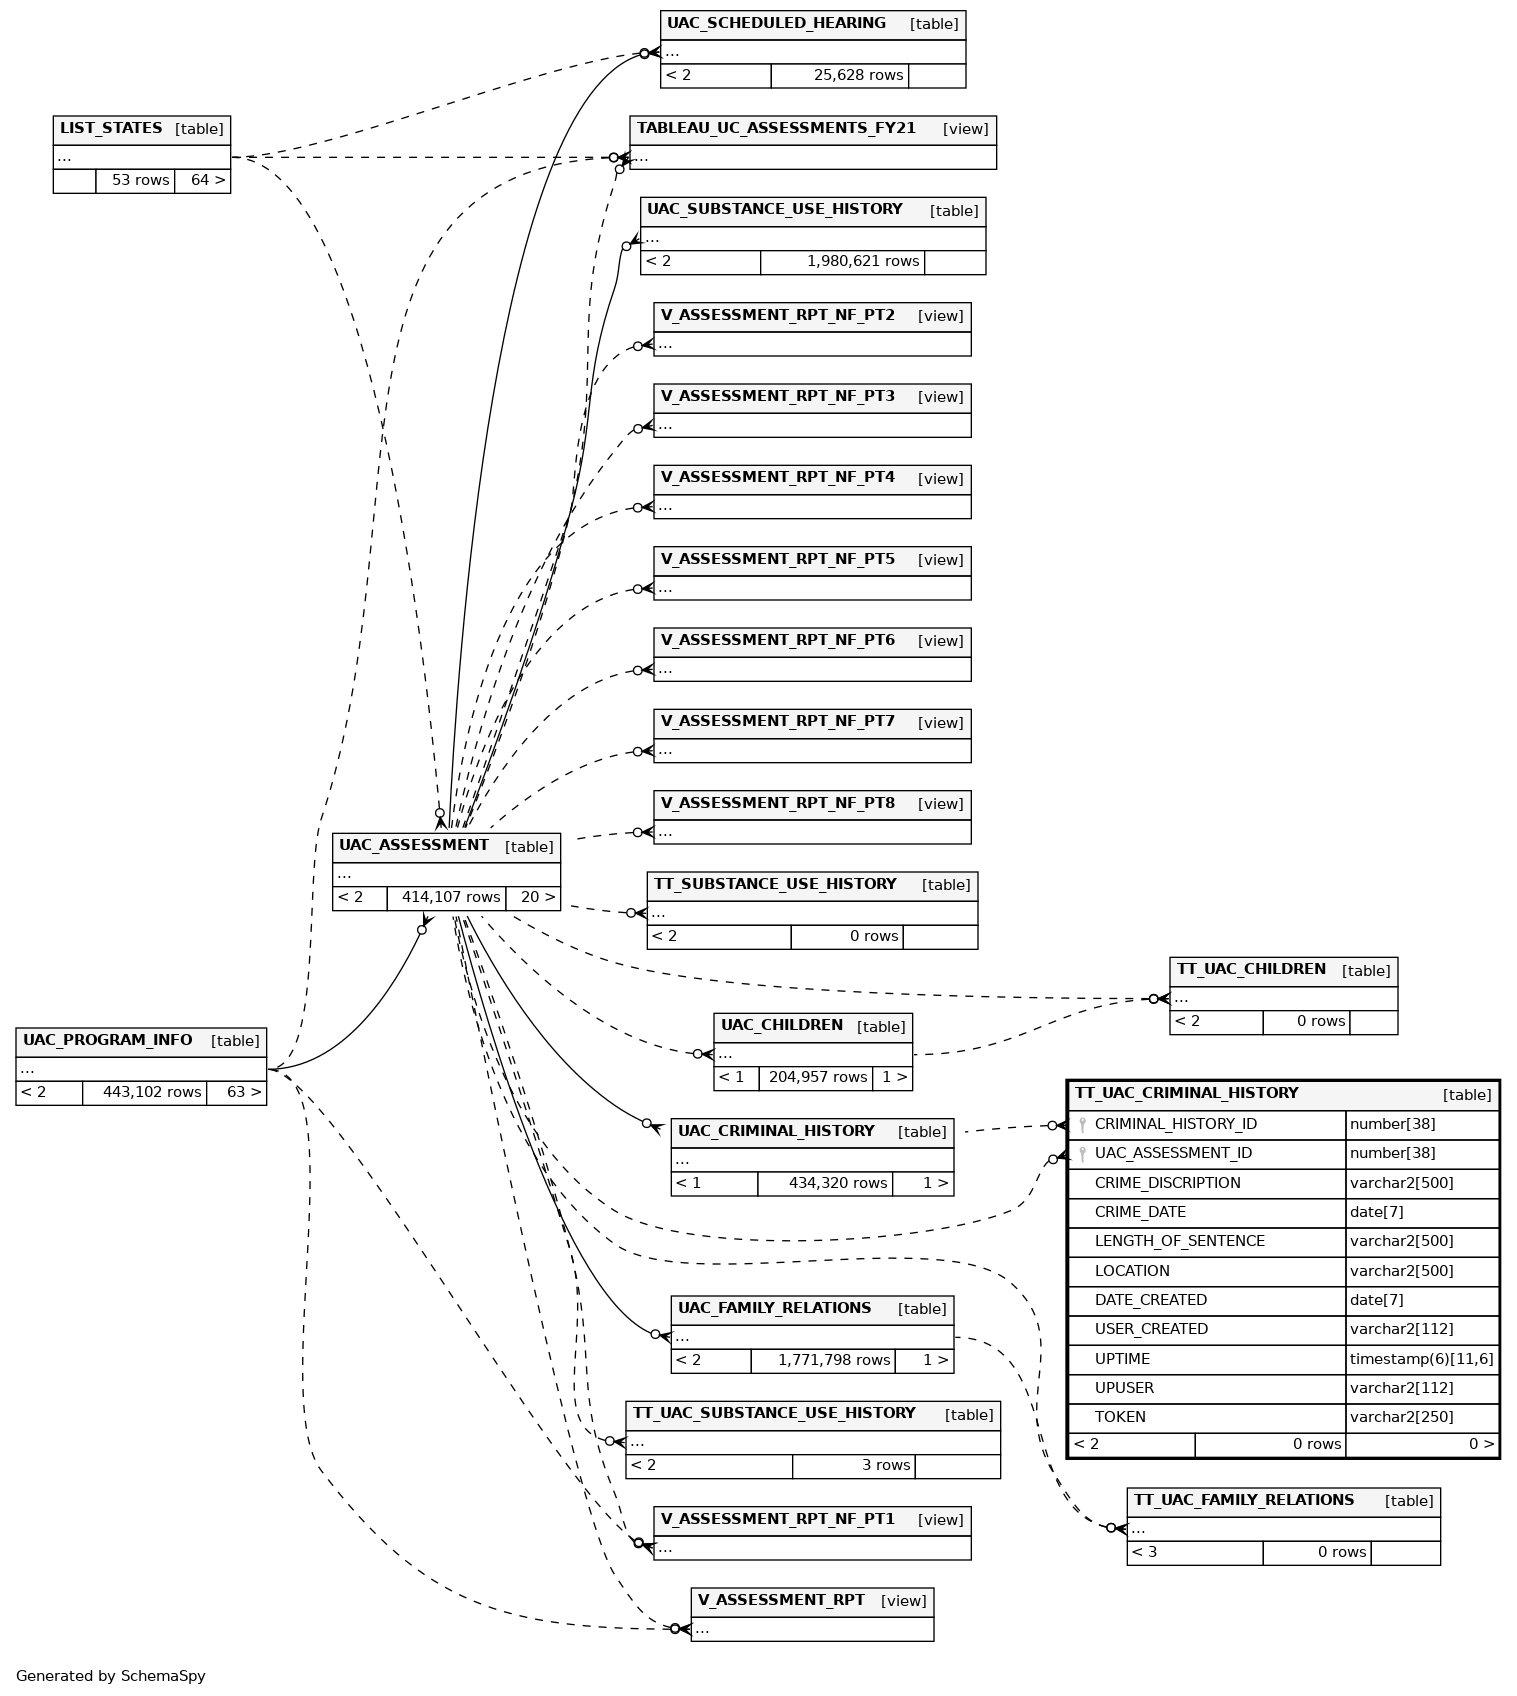 UAC_SCHEDULED_HEARING [table]
...
< 2 25,628 rows
LIST_STATES [table]
...
53 rows 64 >
TABLEAU_UC_ASSESSMENTS_FY21 [view]
...
UAC_SUBSTANCE_USE_HISTORY [table]
...
< 2 1,980,621 rows
V_ASSESSMENT_RPT_NF_PT2 [view]
...
V_ASSESSMENT_RPT_NF_PT3 [view]
...
V_ASSESSMENT_RPT_NF_PT4 [view]
...
V_ASSESSMENT_RPT_NF_PT5 [view]
...
V_ASSESSMENT_RPT_NF_PT6 [view]
...
V_ASSESSMENT_RPT_NF_PT7 [view]
...
V_ASSESSMENT_RPT_NF_PT8 [view]
...
UAC_ASSESSMENT [table]
...
< 2 414,107 rows 20 >
TT_SUBSTANCE_USE_HISTORY [table]
...
< 2 0 rows
TT_UAC_CHILDREN [table]
...
< 2 0 rows
UAC_CHILDREN [table]
...
< 1 204,957 rows 1 >
UAC_PROGRAM_INFO [table]
...
< 2 443,102 rows 63 >
UAC_CRIMINAL_HISTORY [table]
...
< 1 434,320 rows 1 >
TT_UAC_CRIMINAL_HISTORY [table]
CRIMINAL_HISTORY_ID number[38]
UAC_ASSESSMENT_ID number[38]
CRIME_DISCRIPTION varchar2[500]
CRIME_DATE date[7]
LENGTH_OF_SENTENCE varchar2[500]
LOCATION varchar2[500]
DATE_CREATED date[7]
USER_CREATED varchar2[112]
UPTIME timestamp(6)[11,6]
UPUSER varchar2[112]
TOKEN varchar2[250]
< 2 0 rows 0 >
UAC_FAMILY_RELATIONS [table]
...
< 2 1,771,798 rows 1 >
TT_UAC_SUBSTANCE_USE_HISTORY [table]
...
< 2 3 rows
TT_UAC_FAMILY_RELATIONS [table]
...
< 3 0 rows
V_ASSESSMENT_RPT_NF_PT1 [view]
...
V_ASSESSMENT_RPT [view]
...
Generated by SchemaSpy